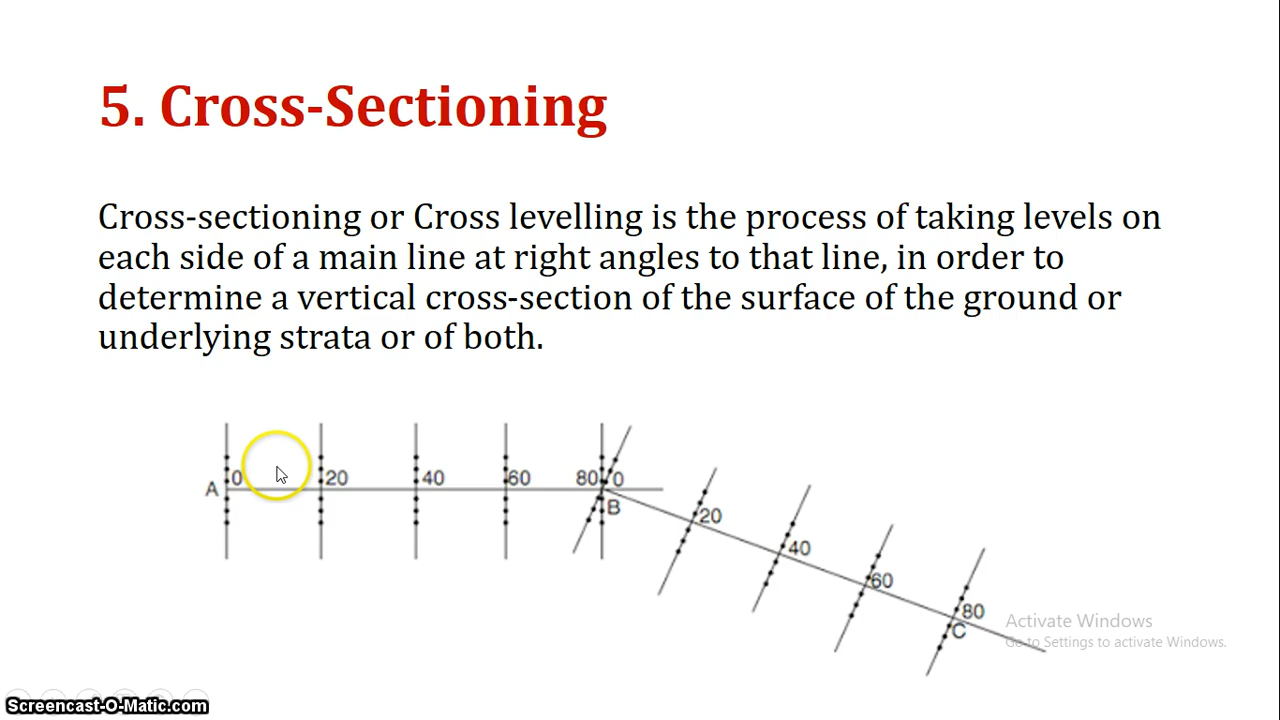 5. Cross-Sectioning
Cross-sectioning or Cross levelling is the process of taking levels on
each side of a main line at right angles to that line, in order to
determine a vertical cross-section of the surface of the ground or
underlying strata or of both.
A 0 20 40 60 80 0
B
20
40
60
80
C
Activate Windows
Go to Settings to activate Windows.
Screencast-O-Matic.com